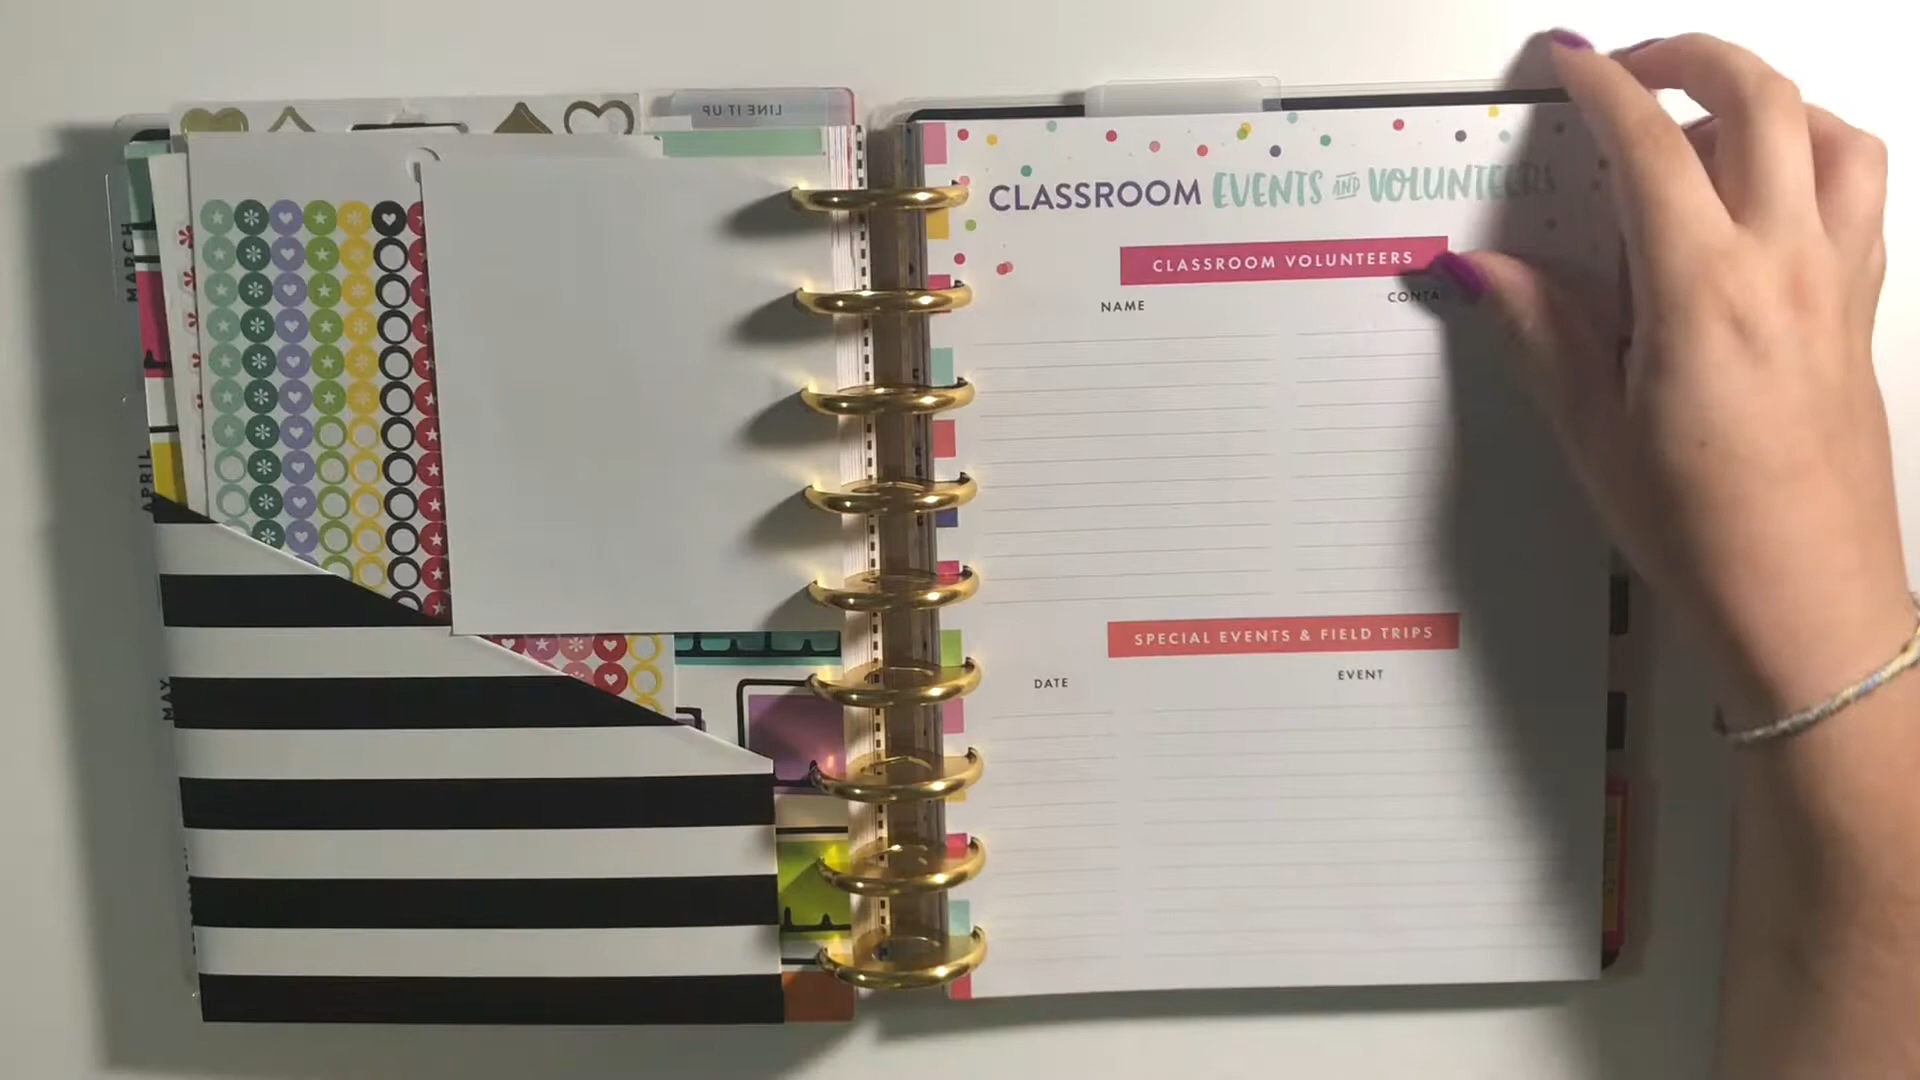 LINE IT UP
MARCH
APRIL
MAY
CLASSROOM EVENTS AND VOLUNTEERS
CLASSROOM VOLUNTEERS
NAME CONTA
SPECIAL EVENTS & FIELD TRIPS
DATE EVENT